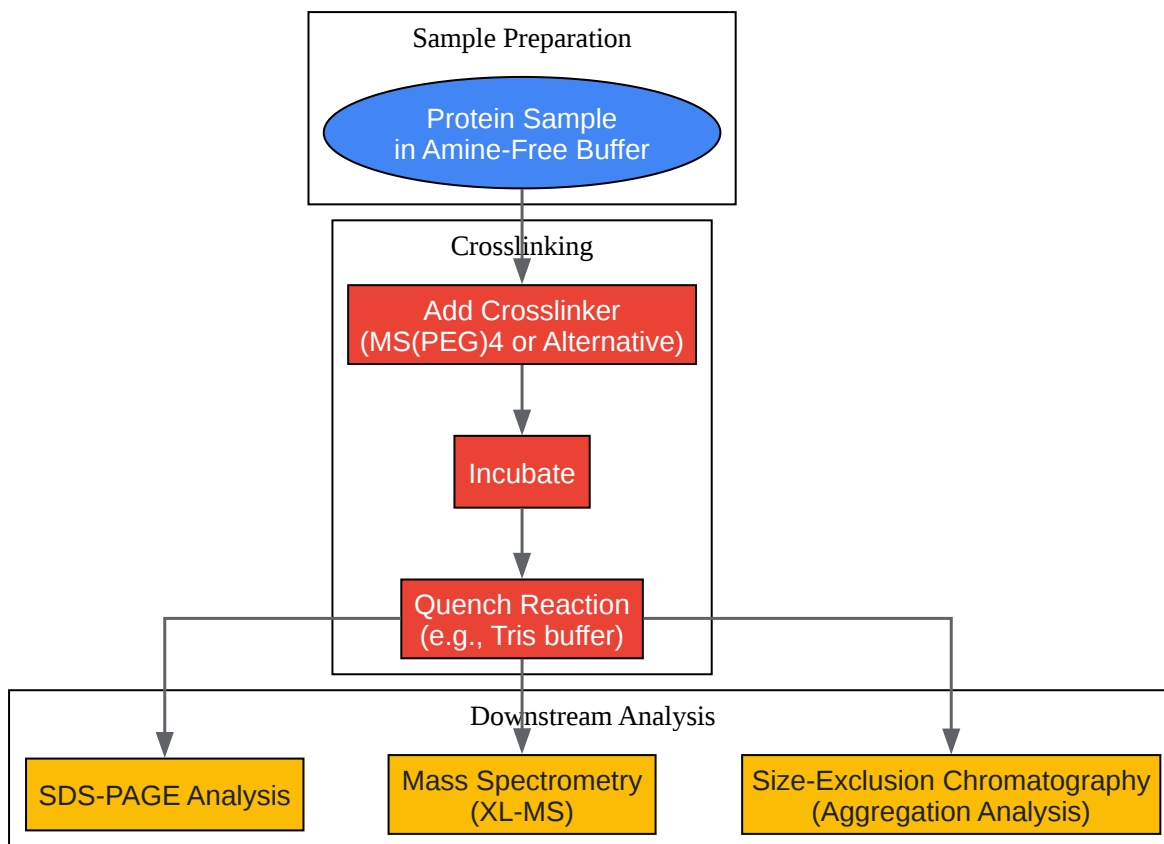 Sample Preparation
Protein Sample
in Amine-Free Buffer
Crosslinking
Add Crosslinker
(MS(PEG)4 or Alternative)
Incubate
Quench Reaction
(e.g., Tris buffer)
Downstream Analysis
SDS-PAGE Analysis
Mass Spectrometry
(XL-MS)
Size-Exclusion Chromatography
(Aggregation Analysis)